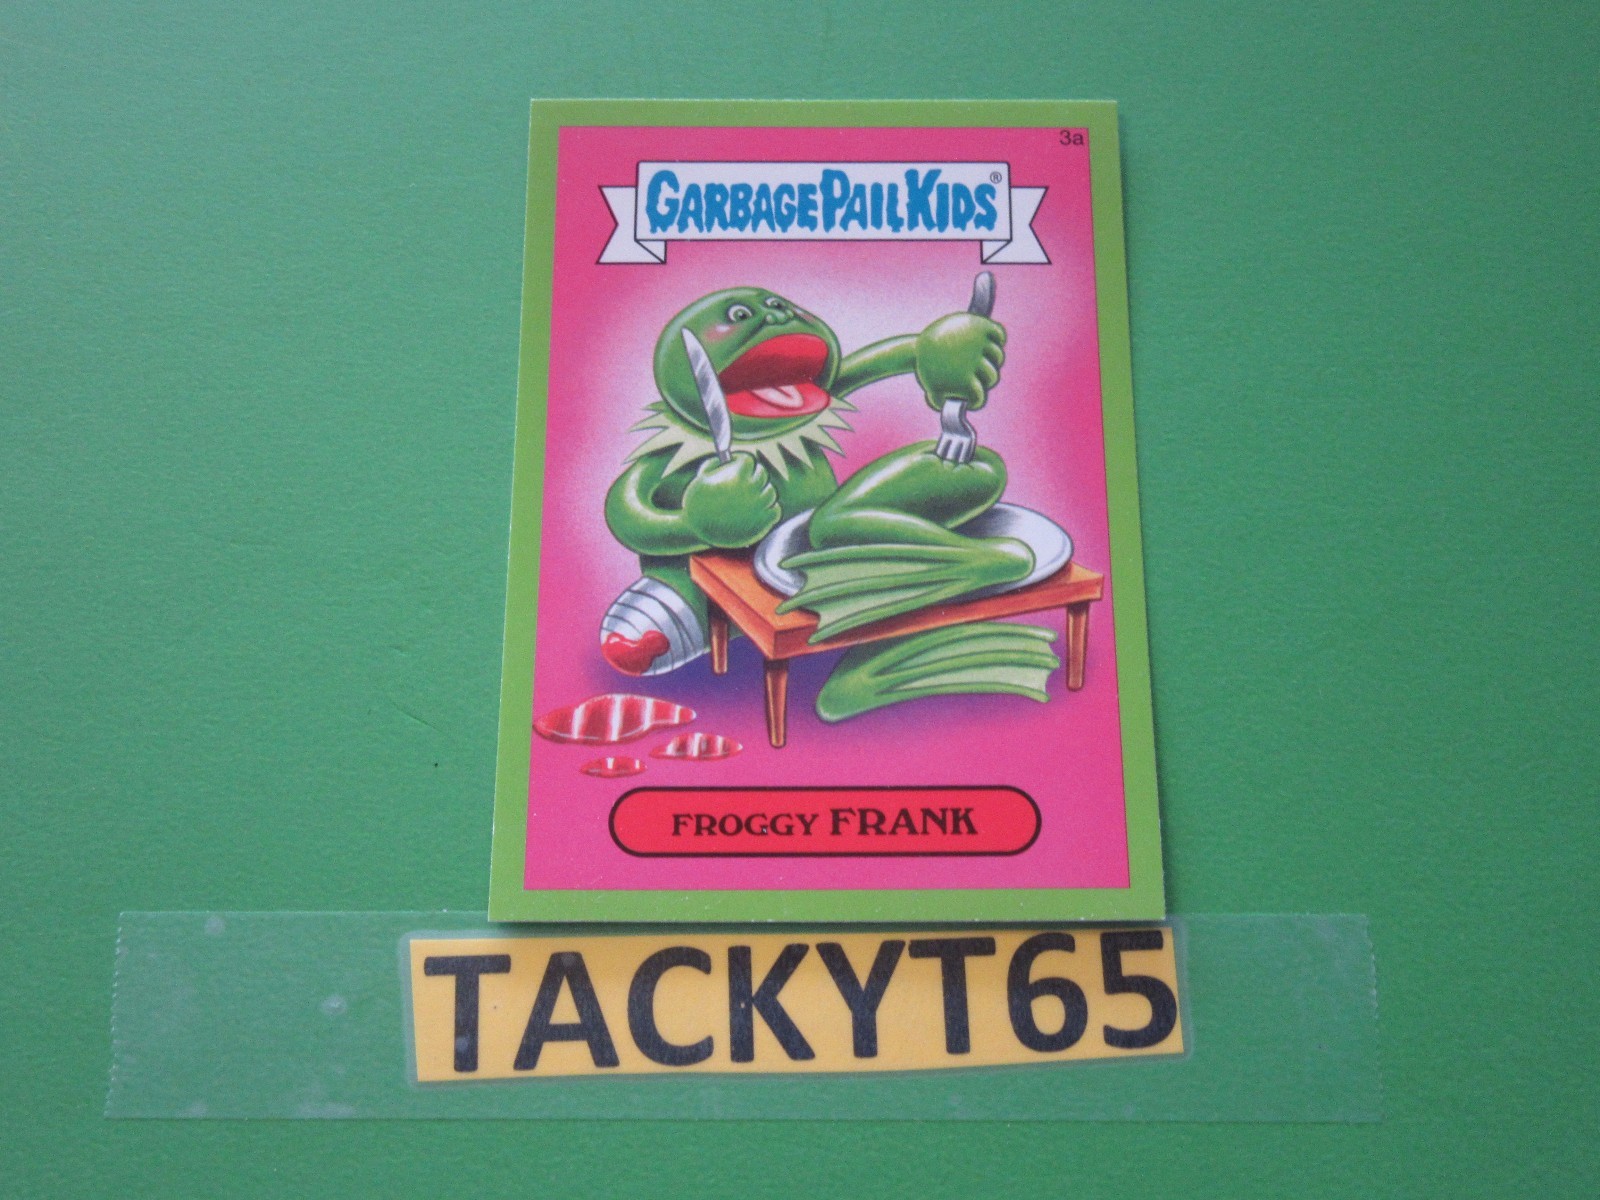 3a
GARBAGE PAIL KIDS®
FROGGY FRANK
TACKYT65